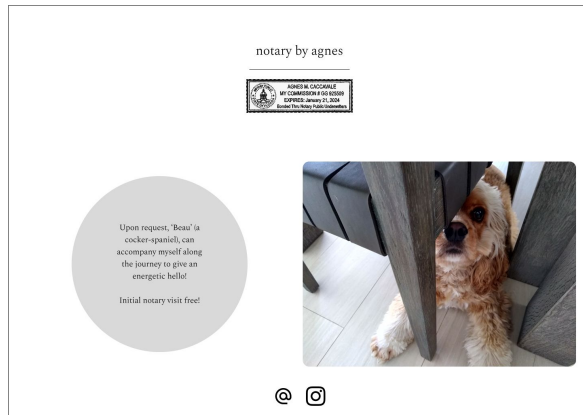 notary by agnes
AGNES M. CACCAVALE
MY COMMISSION # GG 925509
EXPIRES: January 21, 2024
Bonded Thru Notary Public Underwriters
Upon request, ‘Beau’ (a
cocker-spaniel), can
accompany myself along
the journey to give an
energetic hello!
Initial notary visit free!
@